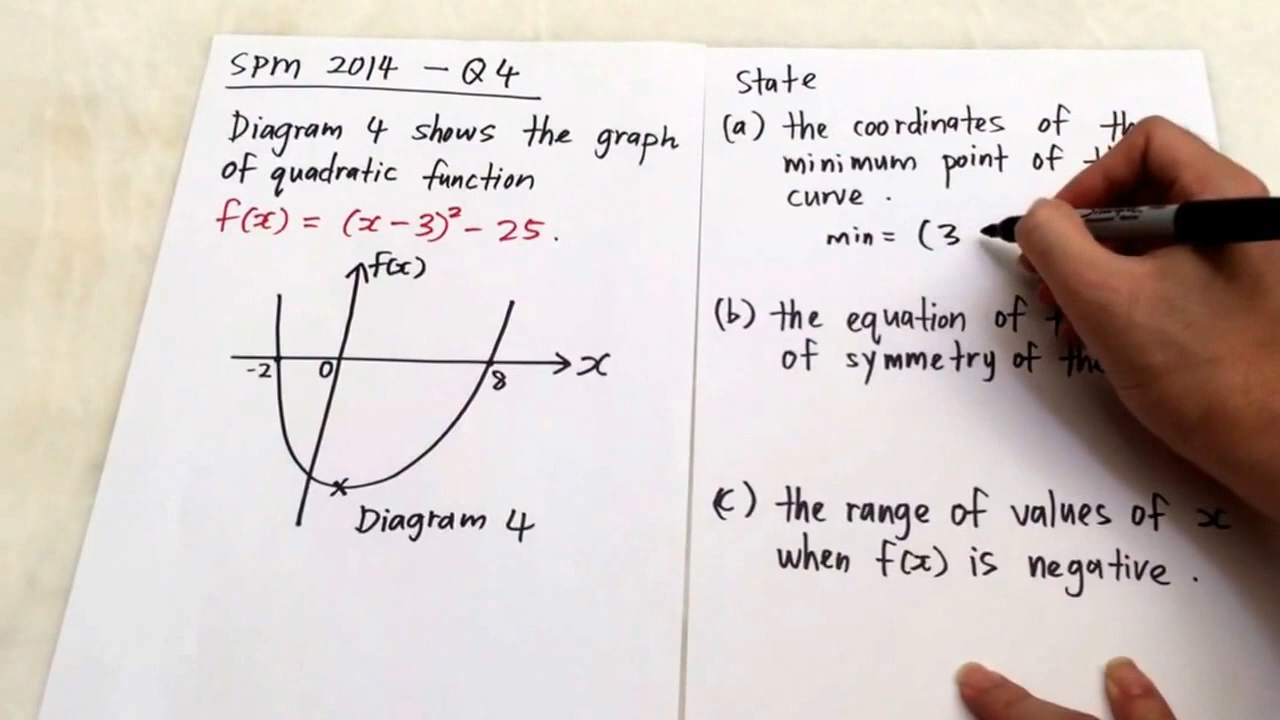 SPM 2014 - Q4
Diagram 4 shows the graph
of quadratic function
f(x) = (x - 3)² - 25.
f(x)
-2 0 8 x
Diagram 4
State
(a) the coordinates of
minimum point of
curve.
min = (3
(b) the equation of
of symmetry of the
(c) the range of values of x
when f(x) is negative.